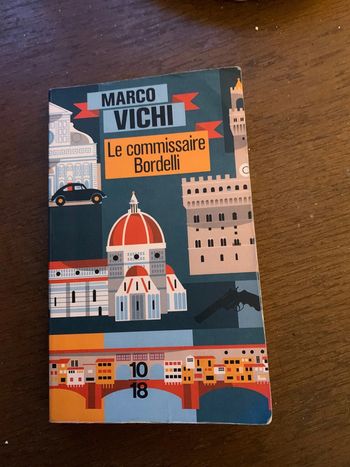 MARCO
VICHI
Le commissaire
Bordelli
10
18